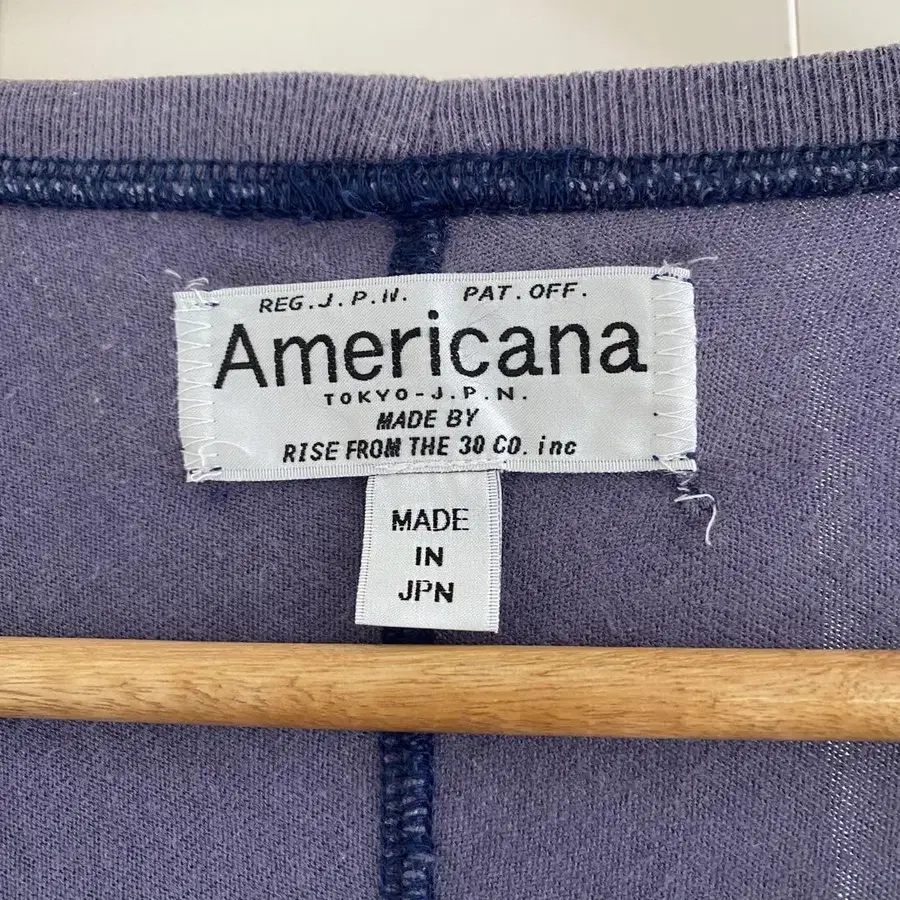 REG.J.P.N. PAT.OFF.
Americana
TOKYO-J.P.N.
MADE BY
RISE FROM THE 30 CO. inc
MADE
IN
JPN